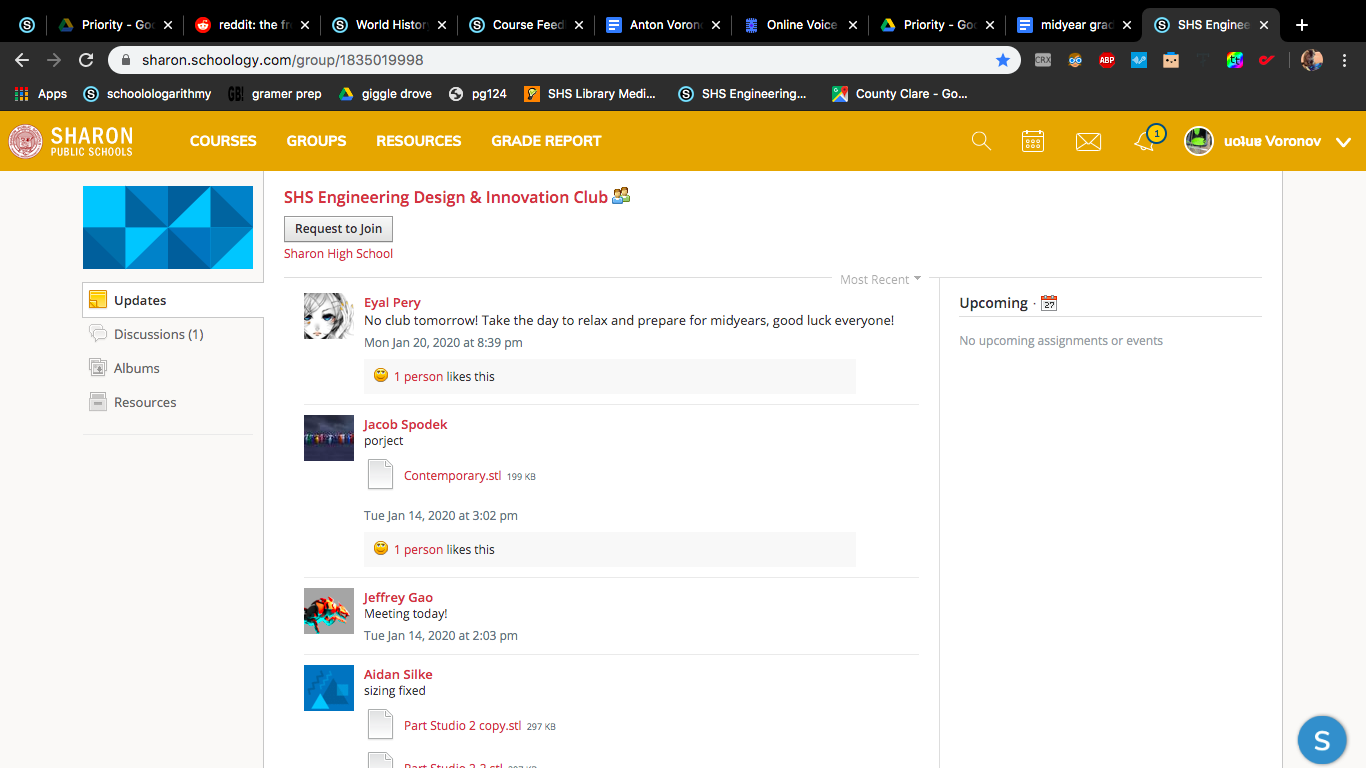 Priority - Goo
reddit: the fr
World History
Course Feed
Anton Voron
Online Voice
Priority - Goo
midyear grad
SHS Enginee
sharon.schoology.com/group/1835019998
CRX
ABP
Apps
schoolologarithmy
GB!
gramer prep
giggle drove
pg124
SHS Library Medi...
SHS Engineering...
County Clare - Go...
SHARON
PUBLIC SCHOOLS
COURSES
GROUPS
RESOURCES
GRADE REPORT
1
uoʇuɐ Voronov
SHS Engineering Design & Innovation Club
Request to Join
Sharon High School
Most Recent
Updates
Discussions (1)
Albums
Resources
Eyal Pery
No club tomorrow! Take the day to relax and prepare for midyears, good luck everyone!
Mon Jan 20, 2020 at 8:39 pm
1 person likes this
Jacob Spodek
porject
Contemporary.stl 199 KB
Tue Jan 14, 2020 at 3:02 pm
1 person likes this
Jeffrey Gao
Meeting today!
Tue Jan 14, 2020 at 2:03 pm
Aidan Silke
sizing fixed
Part Studio 2 copy.stl 297 KB
Upcoming · 27
No upcoming assignments or events
S